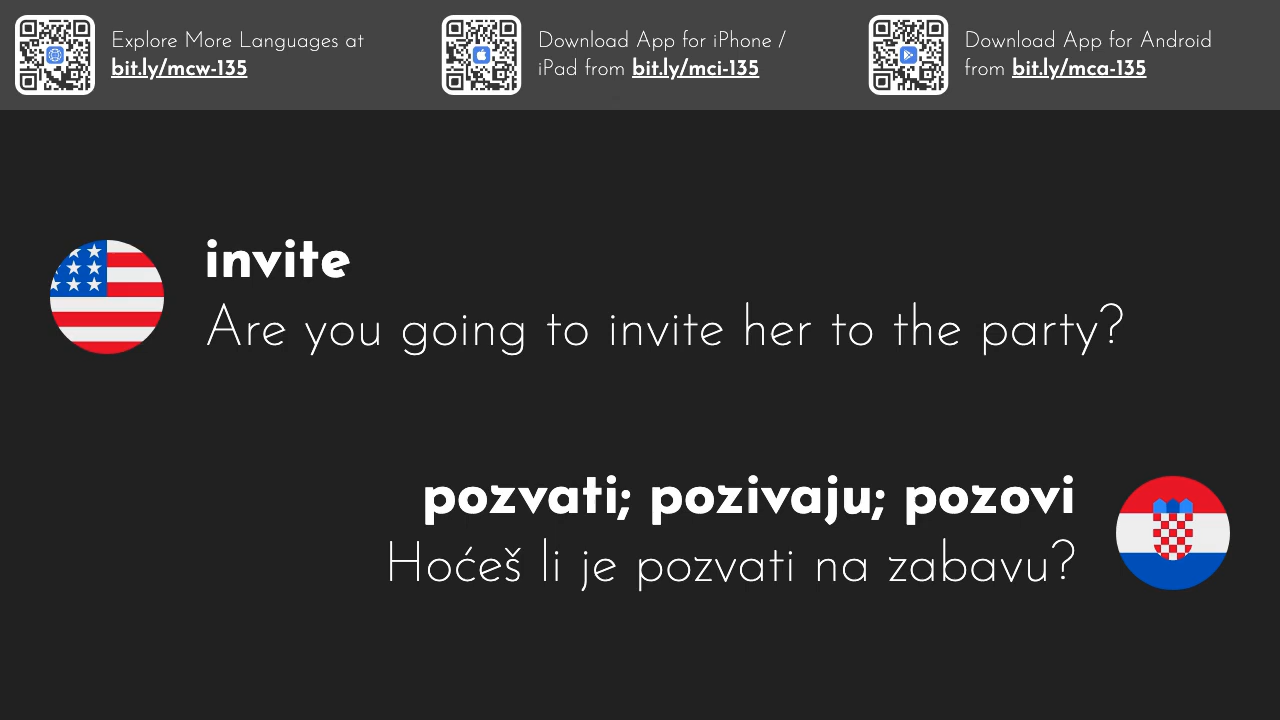 Explore More Languages at
bit.ly/mcw-135
Download App for iPhone /
iPad from bit.ly/mci-135
Download App for Android
from bit.ly/mca-135
invite
Are you going to invite her to the party?
pozvati; pozivaju; pozovi
Hoćeš li je pozvati na zabavu?